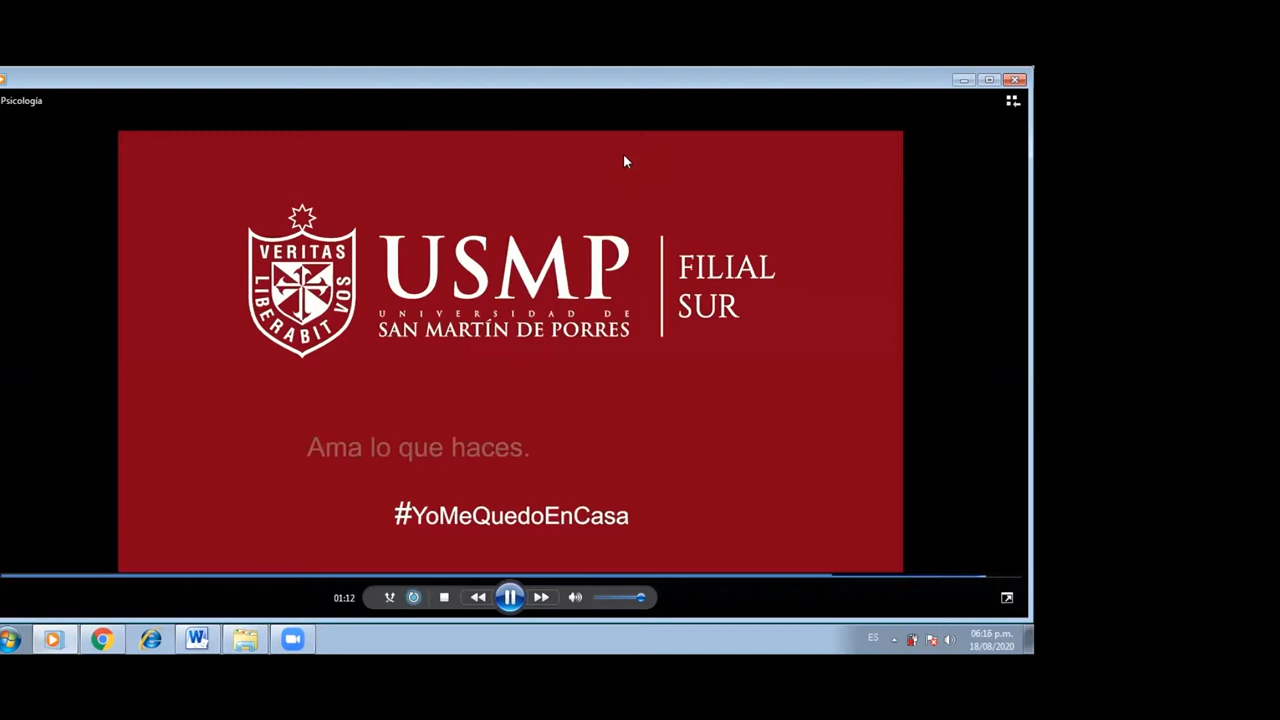 Psicología
VERITAS
LIBERABIT VOS
USMP
UNIVERSIDAD DE
SAN MARTÍN DE PORRES
FILIAL
SUR
Ama lo que haces.
#YoMeQuedoEnCasa
01:12
ES
06:16 p.m.
18/08/2020